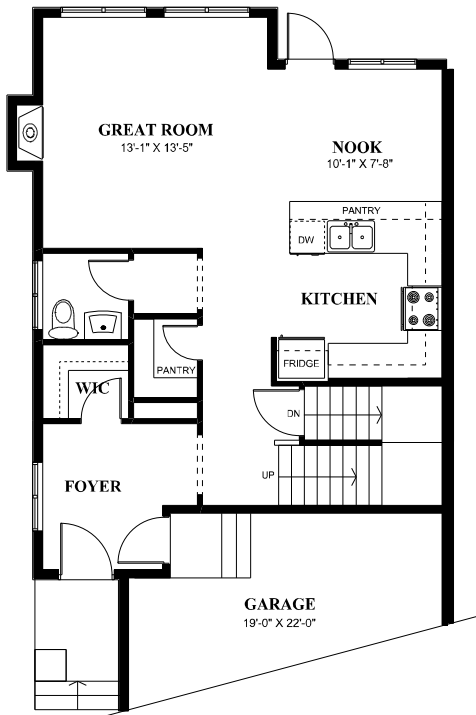 GREAT ROOM
13'-1" X 13'-5"
NOOK
10'-1" X 7'-8"
PANTRY
DW
KITCHEN
FRIDGE
PANTRY
WIC
DN
UP
FOYER
GARAGE
19'-0" X 22'-0"